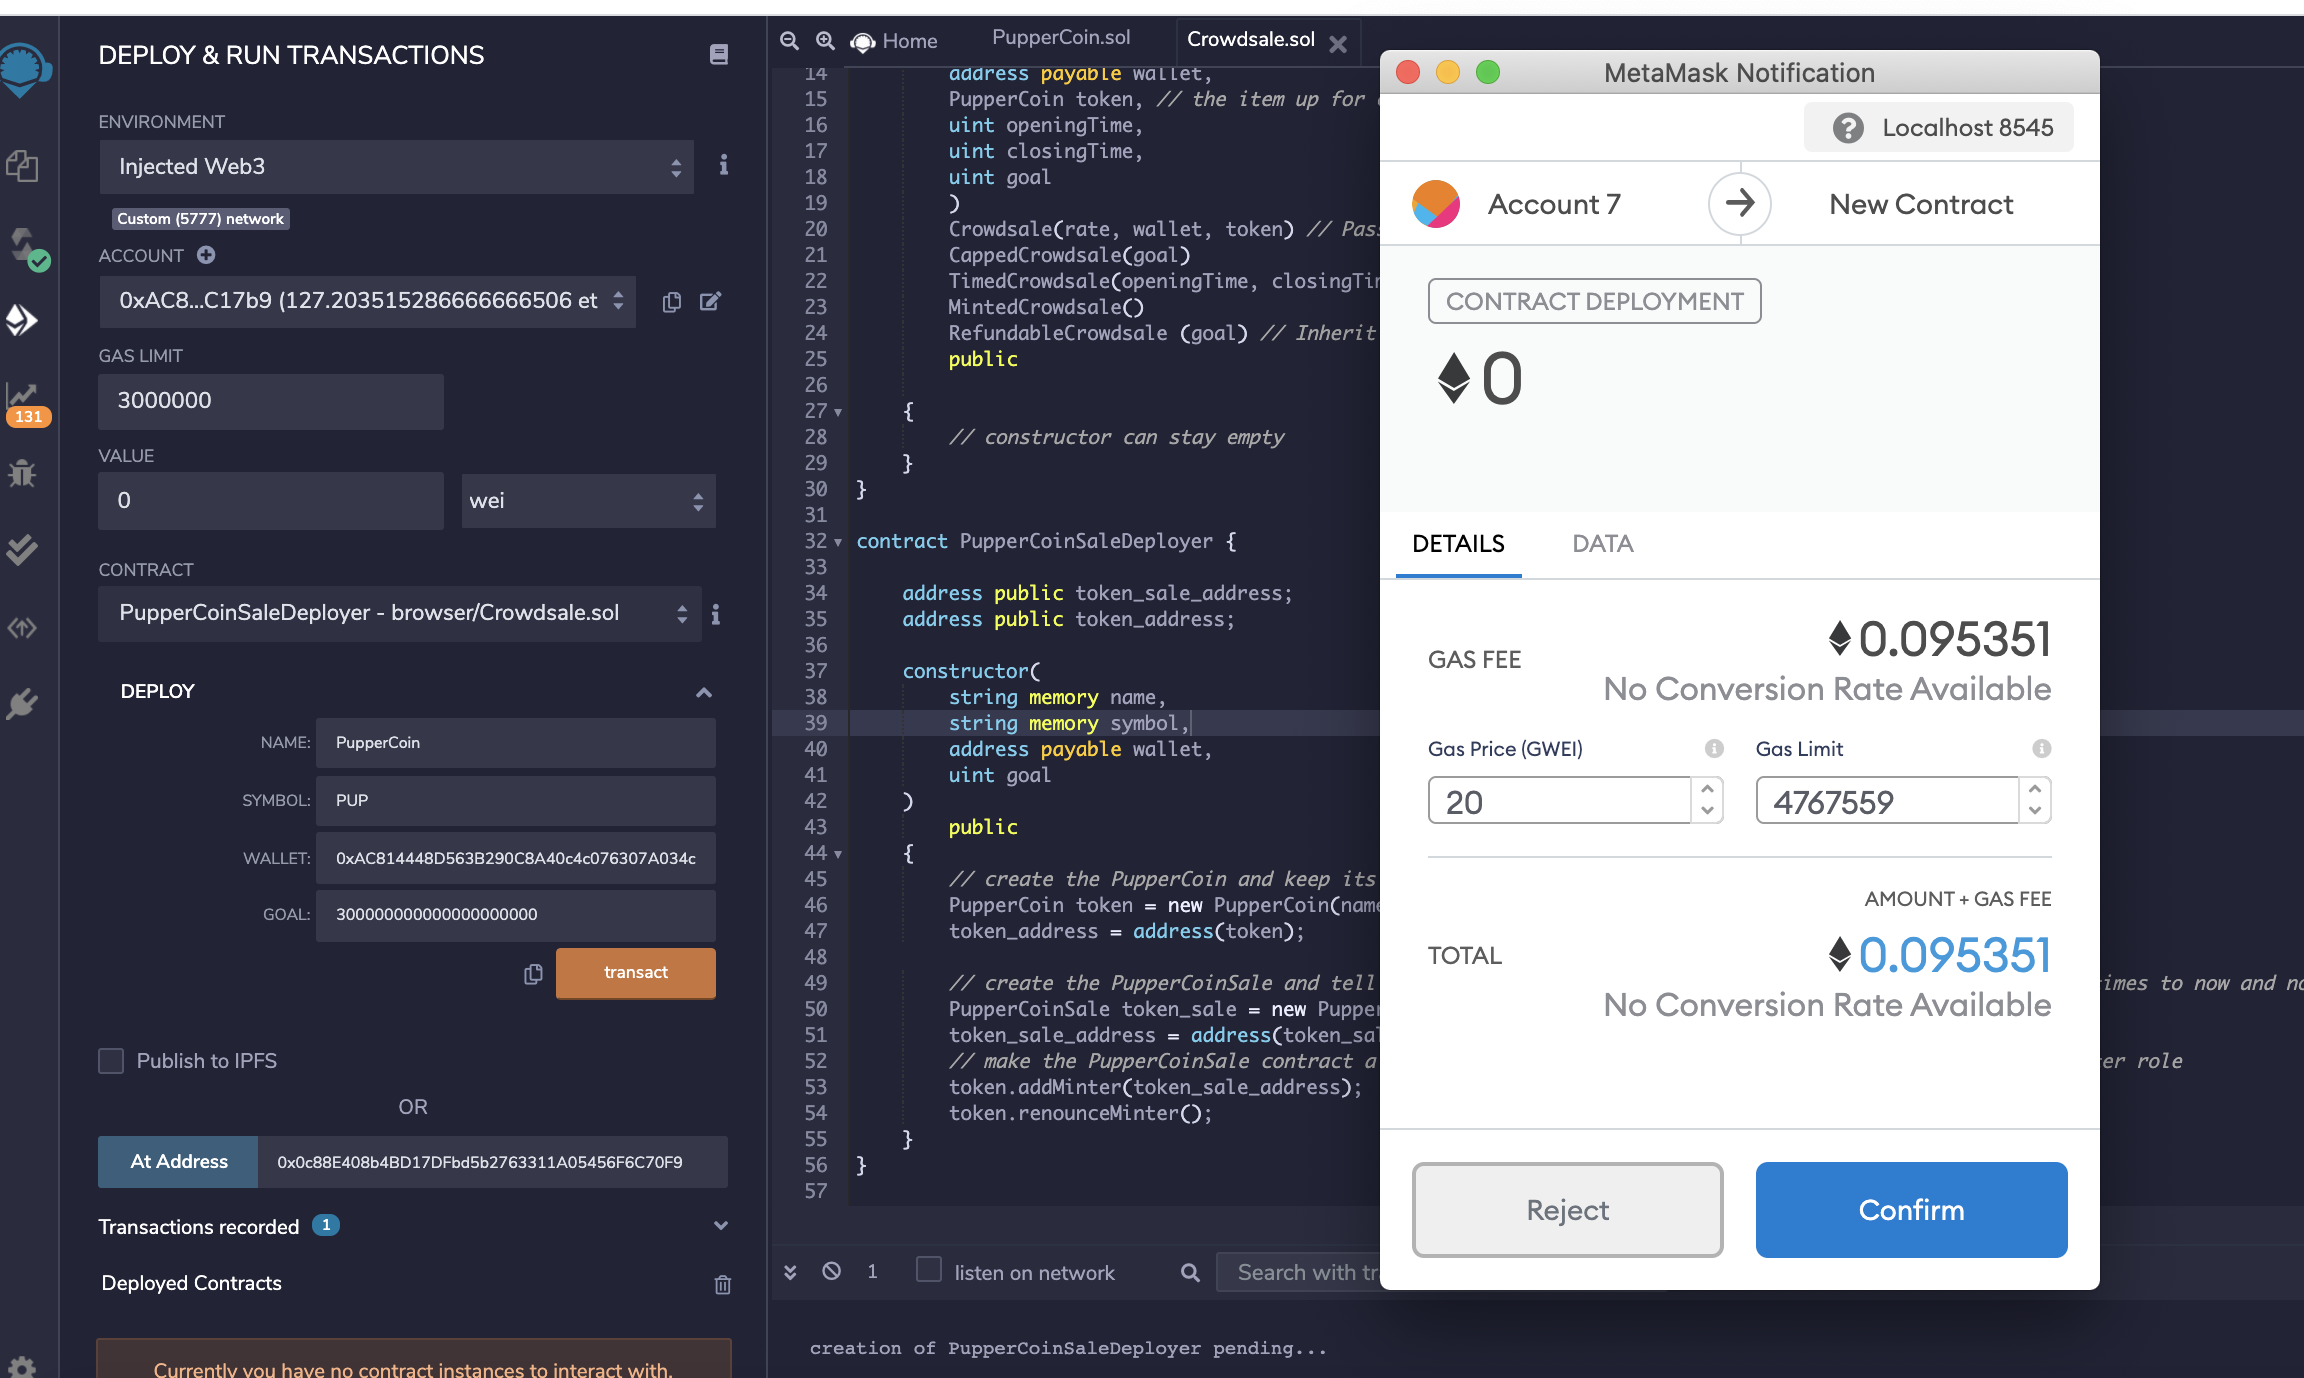 DEPLOY & RUN TRANSACTIONS
ENVIRONMENT
Injected Web3
Custom (5777) network
ACCOUNT
0xAC8...C17b9 (127.203515286666666506 et
GAS LIMIT
3000000
VALUE
0
wei
CONTRACT
PupperCoinSaleDeployer - browser/Crowdsale.sol
DEPLOY
NAME: PupperCoin
SYMBOL: PUP
WALLET: 0xAC814448D563B290C8A40c4c076307A034c
GOAL: 300000000000000000000
transact
Publish to IPFS
OR
At Address
0x0c88E408b4BD17DFbd5b2763311A05456F6C70F9
Transactions recorded 1
Deployed Contracts
Currently you have no contract instances to interact with.
131
Home
PupperCoin.sol
Crowdsale.sol
14 address payable wallet,
15 PupperCoin token, // the item up for
16 uint openingTime,
17 uint closingTime,
18 uint goal
19 )
20 Crowdsale(rate, wallet, token) // Pas
21 CappedCrowdsale(goal)
22 TimedCrowdsale(openingTime, closingTi
23 MintedCrowdsale()
24 RefundableCrowdsale (goal) // Inherit
25 public
26
27 {
28 // constructor can stay empty
29 }
30 }
31
32 contract PupperCoinSaleDeployer {
33
34 address public token_sale_address;
35 address public token_address;
36
37 constructor(
38 string memory name,
39 string memory symbol,
40 address payable wallet,
41 uint goal
42 )
43 public
44 {
45 // create the PupperCoin and keep its
46 PupperCoin token = new PupperCoin(name
47 token_address = address(token);
48
49 // create the PupperCoinSale and tell imes to now and no
50 PupperCoinSale token_sale = new Pupper
51 token_sale_address = address(token_sal
52 // make the PupperCoinSale contract a er role
53 token.addMinter(token_sale_address);
54 token.renounceMinter();
55 }
56 }
57
1
listen on network
Search with tr
creation of PupperCoinSaleDeployer pending...
MetaMask Notification
Localhost 8545
Account 7
New Contract
CONTRACT DEPLOYMENT
0
DETAILS
DATA
GAS FEE
0.095351
No Conversion Rate Available
Gas Price (GWEI)
Gas Limit
20
4767559
AMOUNT + GAS FEE
TOTAL
0.095351
No Conversion Rate Available
Reject
Confirm